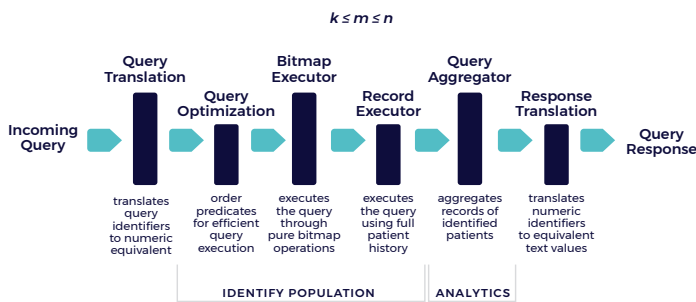 k ≤ m ≤ n
Query
Translation
Bitmap
Executor
Query
Aggregator
Query
Optimization
Record
Executor
Response
Translation
Incoming
Query
Query
Response
translates
query
identifiers
to numeric
equivalent
order
predicates
for efficient
query
execution
executes
the query
through
pure bitmap
operations
executes
the query
using full
patient
history
aggregates
records of
identified
patients
translates
numeric
identifiers
to equivalent
text values
IDENTIFY POPULATION
ANALYTICS